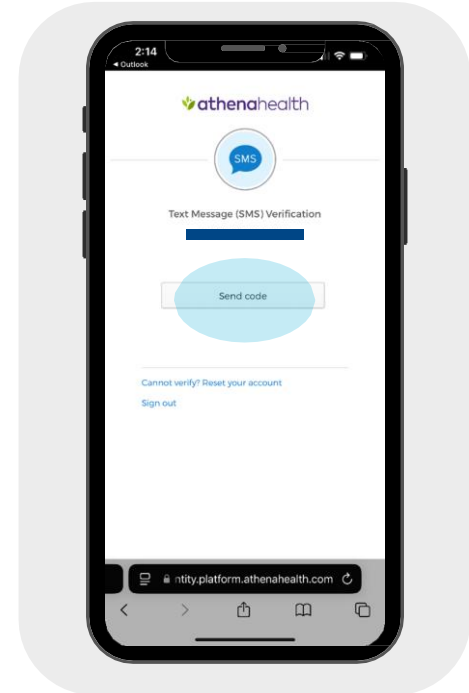 2:14
◀ Outlook
athenahealth
SMS
Text Message (SMS) Verification
Send code
Cannot verify? Reset your account
Sign out
ntity.platform.athenahealth.com